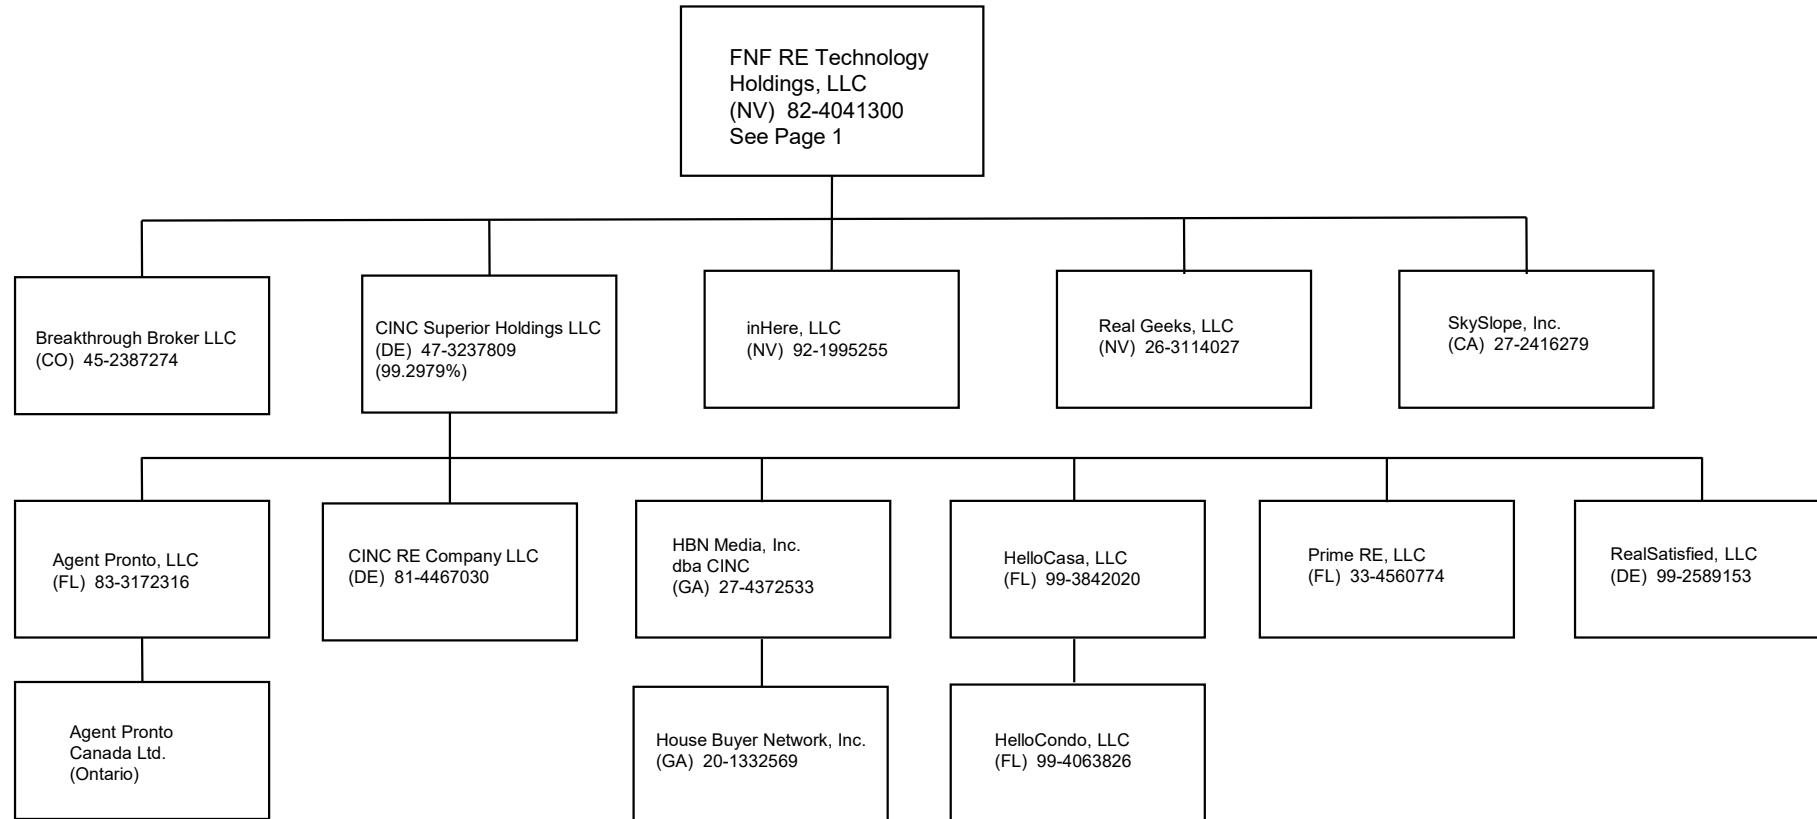 FNF RE Technology
Holdings, LLC
(NV) 82-4041300
See Page 1
Breakthrough Broker LLC
(CO) 45-2387274
CINC Superior Holdings LLC
(DE) 47-3237809
(99.2979%)
inHere, LLC
(NV) 92-1995255
Real Geeks, LLC
(NV) 26-3114027
SkySlope, Inc.
(CA) 27-2416279
Agent Pronto, LLC
(FL) 83-3172316
CINC RE Company LLC
(DE) 81-4467030
HBN Media, Inc.
dba CINC
(GA) 27-4372533
HelloCasa, LLC
(FL) 99-3842020
Prime RE, LLC
(FL) 33-4560774
RealSatisfied, LLC
(DE) 99-2589153
Agent Pronto
Canada Ltd.
(Ontario)
House Buyer Network, Inc.
(GA) 20-1332569
HelloCondo, LLC
(FL) 99-4063826